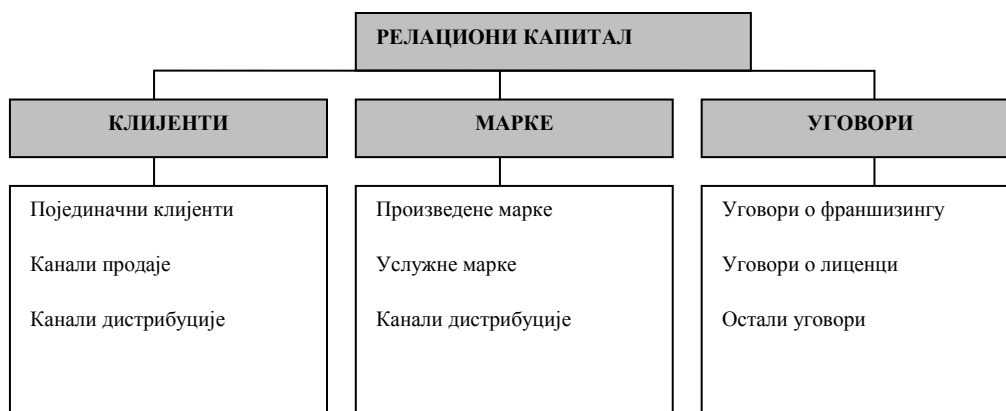 РЕЛАЦИОНИ КАПИТАЛ
КЛИЈЕНТИ
МАРКЕ
УГОВОРИ
Појединачни клијенти
Канали продаје
Канали дистрибуције
Произведене марке
Услужне марке
Канали дистрибуције
Уговори о франшизингу
Уговори о лиценци
Остали уговори